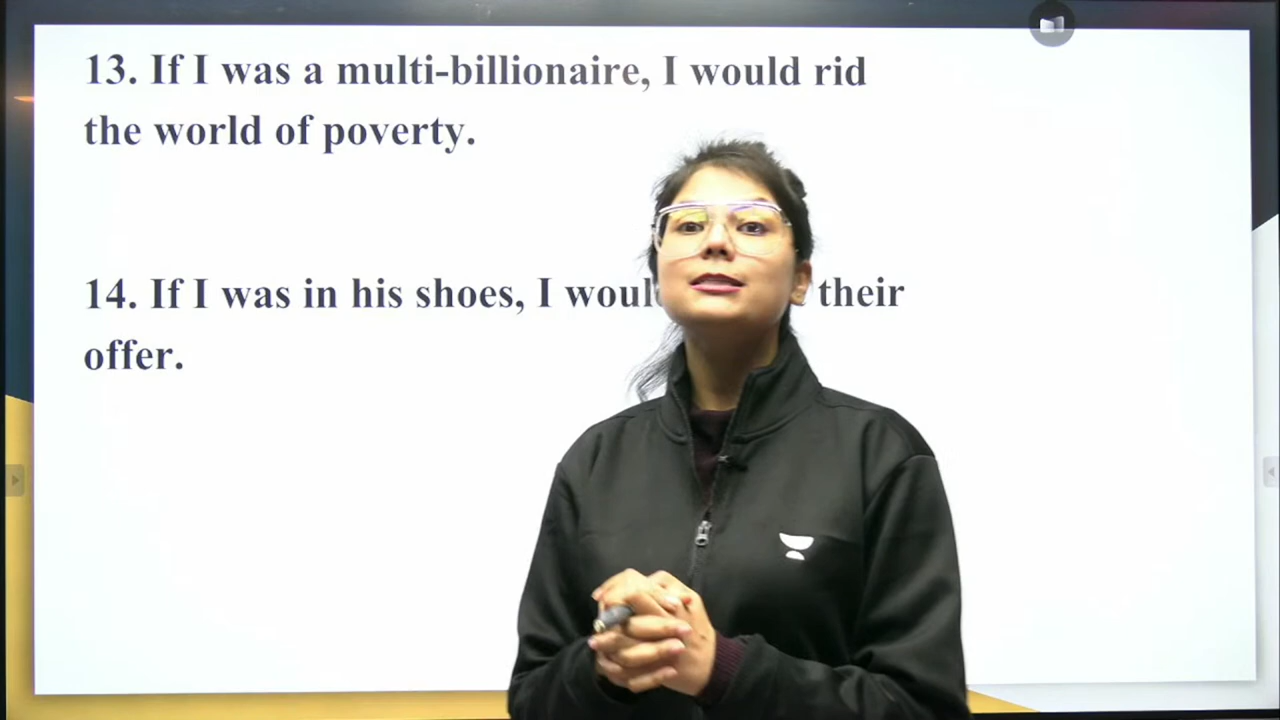 13. If I was a multi-billionaire, I would rid
the world of poverty.
14. If I was in his shoes, I their
offer.